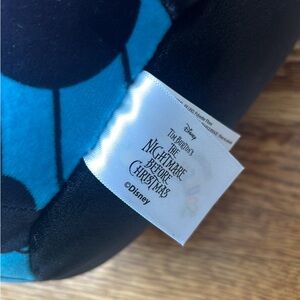 Disney
TIM BURTON'S
THE
NIGHTMARE
BEFORE
CHRISTMAS
©Disney